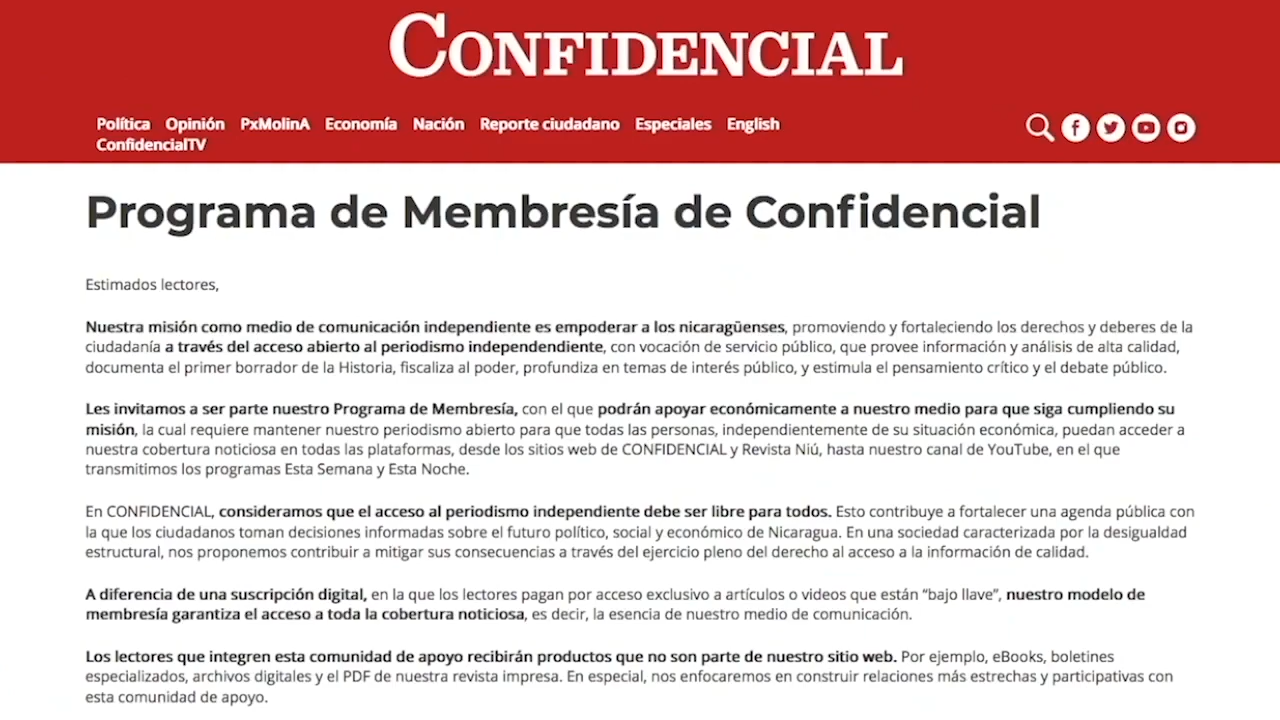 CONFIDENCIAL
Política Opinión PxMolinA Economía Nación Reporte ciudadano Especiales English
ConfidencialTV
Programa de Membresía de Confidencial
Estimados lectores,
Nuestra misión como medio de comunicación independiente es empoderar a los nicaragüenses, promoviendo y fortaleciendo los derechos y deberes de la
ciudadanía a través del acceso abierto al periodismo independendiente, con vocación de servicio público, que provee información y análisis de alta calidad,
documenta el primer borrador de la Historia, fiscaliza al poder, profundiza en temas de interés público, y estimula el pensamiento crítico y el debate público.
Les invitamos a ser parte nuestro Programa de Membresía, con el que podrán apoyar económicamente a nuestro medio para que siga cumpliendo su
misión, la cual requiere mantener nuestro periodismo abierto para que todas las personas, independientemente de su situación económica, puedan acceder a
nuestra cobertura noticiosa en todas las plataformas, desde los sitios web de CONFIDENCIAL y Revista Niú, hasta nuestro canal de YouTube, en el que
transmitimos los programas Esta Semana y Esta Noche.
En CONFIDENCIAL, consideramos que el acceso al periodismo independiente debe ser libre para todos. Esto contribuye a fortalecer una agenda pública con
la que los ciudadanos toman decisiones informadas sobre el futuro político, social y económico de Nicaragua. En una sociedad caracterizada por la desigualdad
estructural, nos proponemos contribuir a mitigar sus consecuencias a través del ejercicio pleno del derecho al acceso a la información de calidad.
A diferencia de una suscripción digital, en la que los lectores pagan por acceso exclusivo a artículos o videos que están “bajo llave”, nuestro modelo de
membresía garantiza el acceso a toda la cobertura noticiosa, es decir, la esencia de nuestro medio de comunicación.
Los lectores que integren esta comunidad de apoyo recibirán productos que no son parte de nuestro sitio web. Por ejemplo, eBooks, boletines
especializados, archivos digitales y el PDF de nuestra revista impresa. En especial, nos enfocaremos en construir relaciones más estrechas y participativas con
esta comunidad de apoyo.